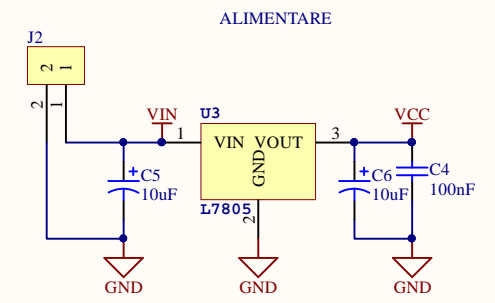 ALIMENTARE
J2
2 1
2 1
VIN
1
U3
VIN VOUT
GND
L7805
2
3
VCC
+
C5
10uF
+
C6
10uF
C4
100nF
GND
GND
GND